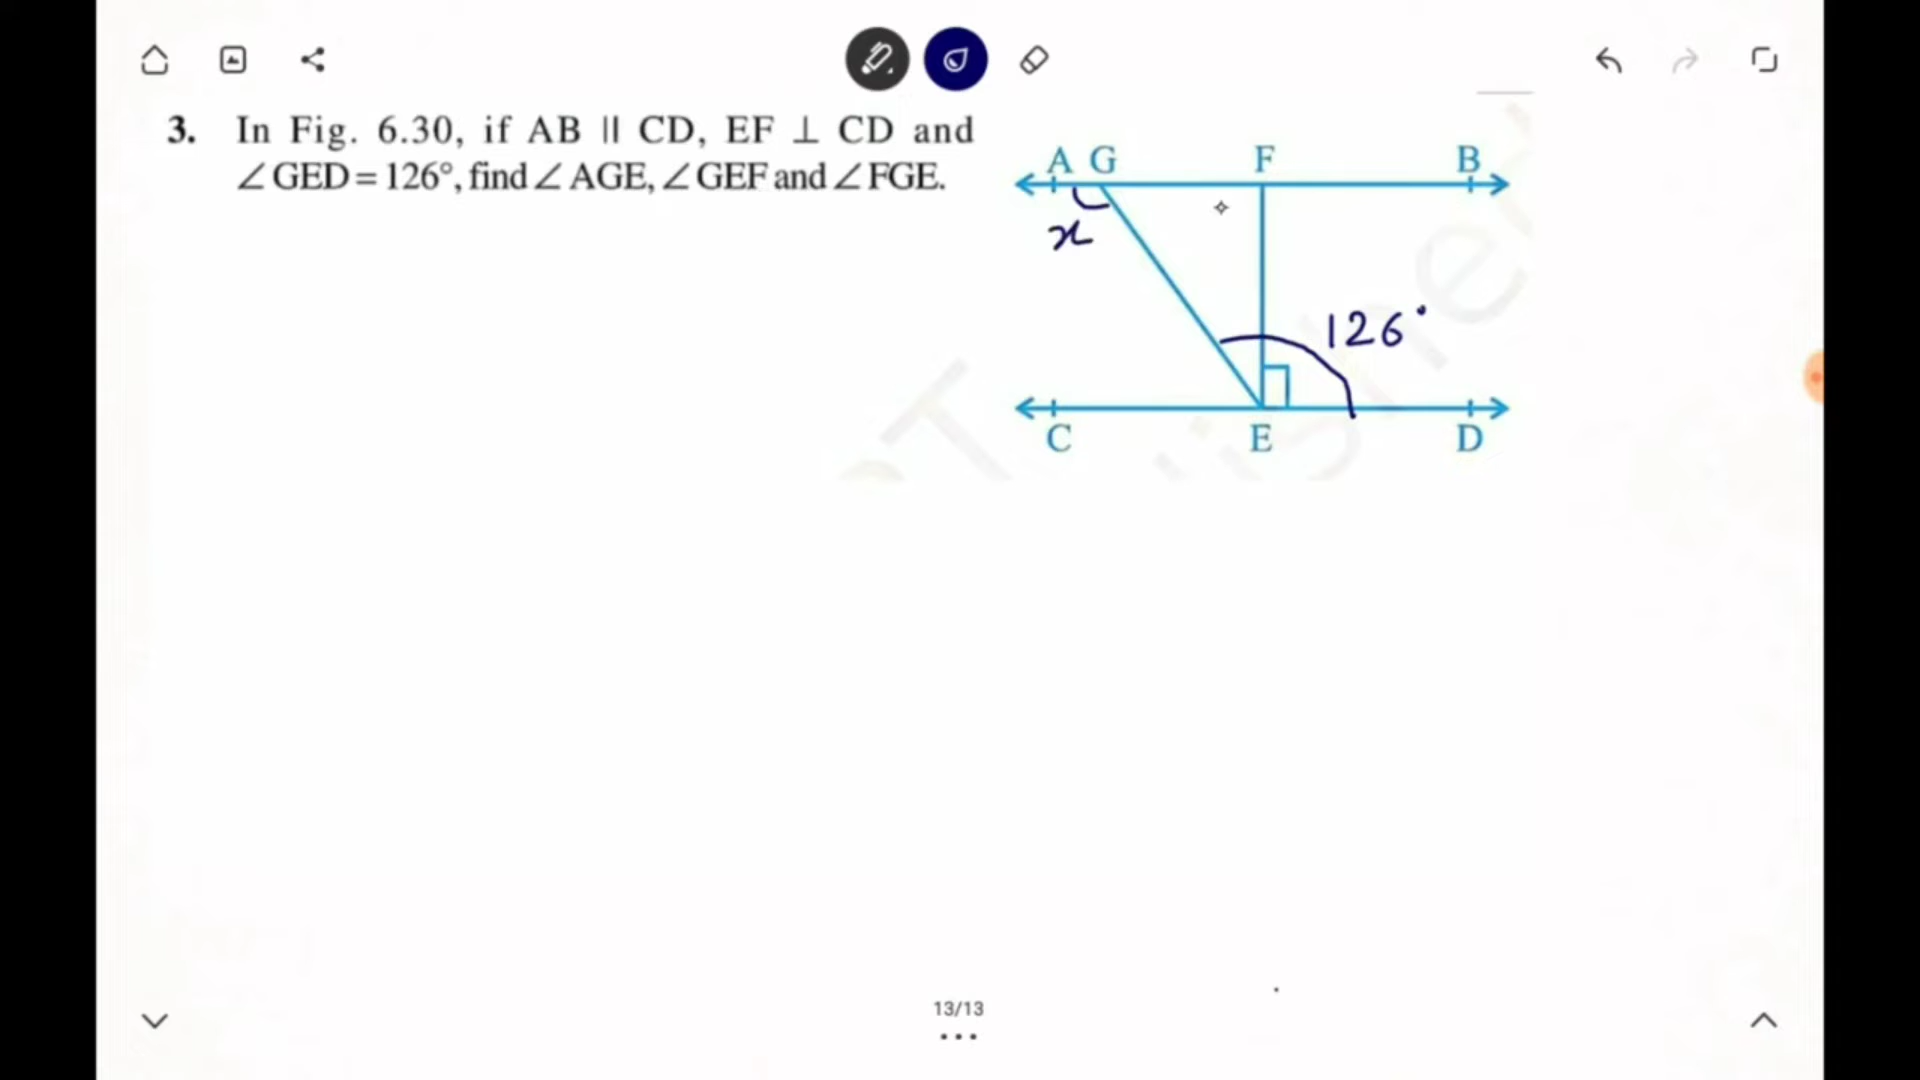 3. In Fig. 6.30, if AB || CD, EF ⊥ CD and
∠GED = 126°, find ∠AGE, ∠GEF and ∠FGE.
A G F B
x
126°
C E D
13/13